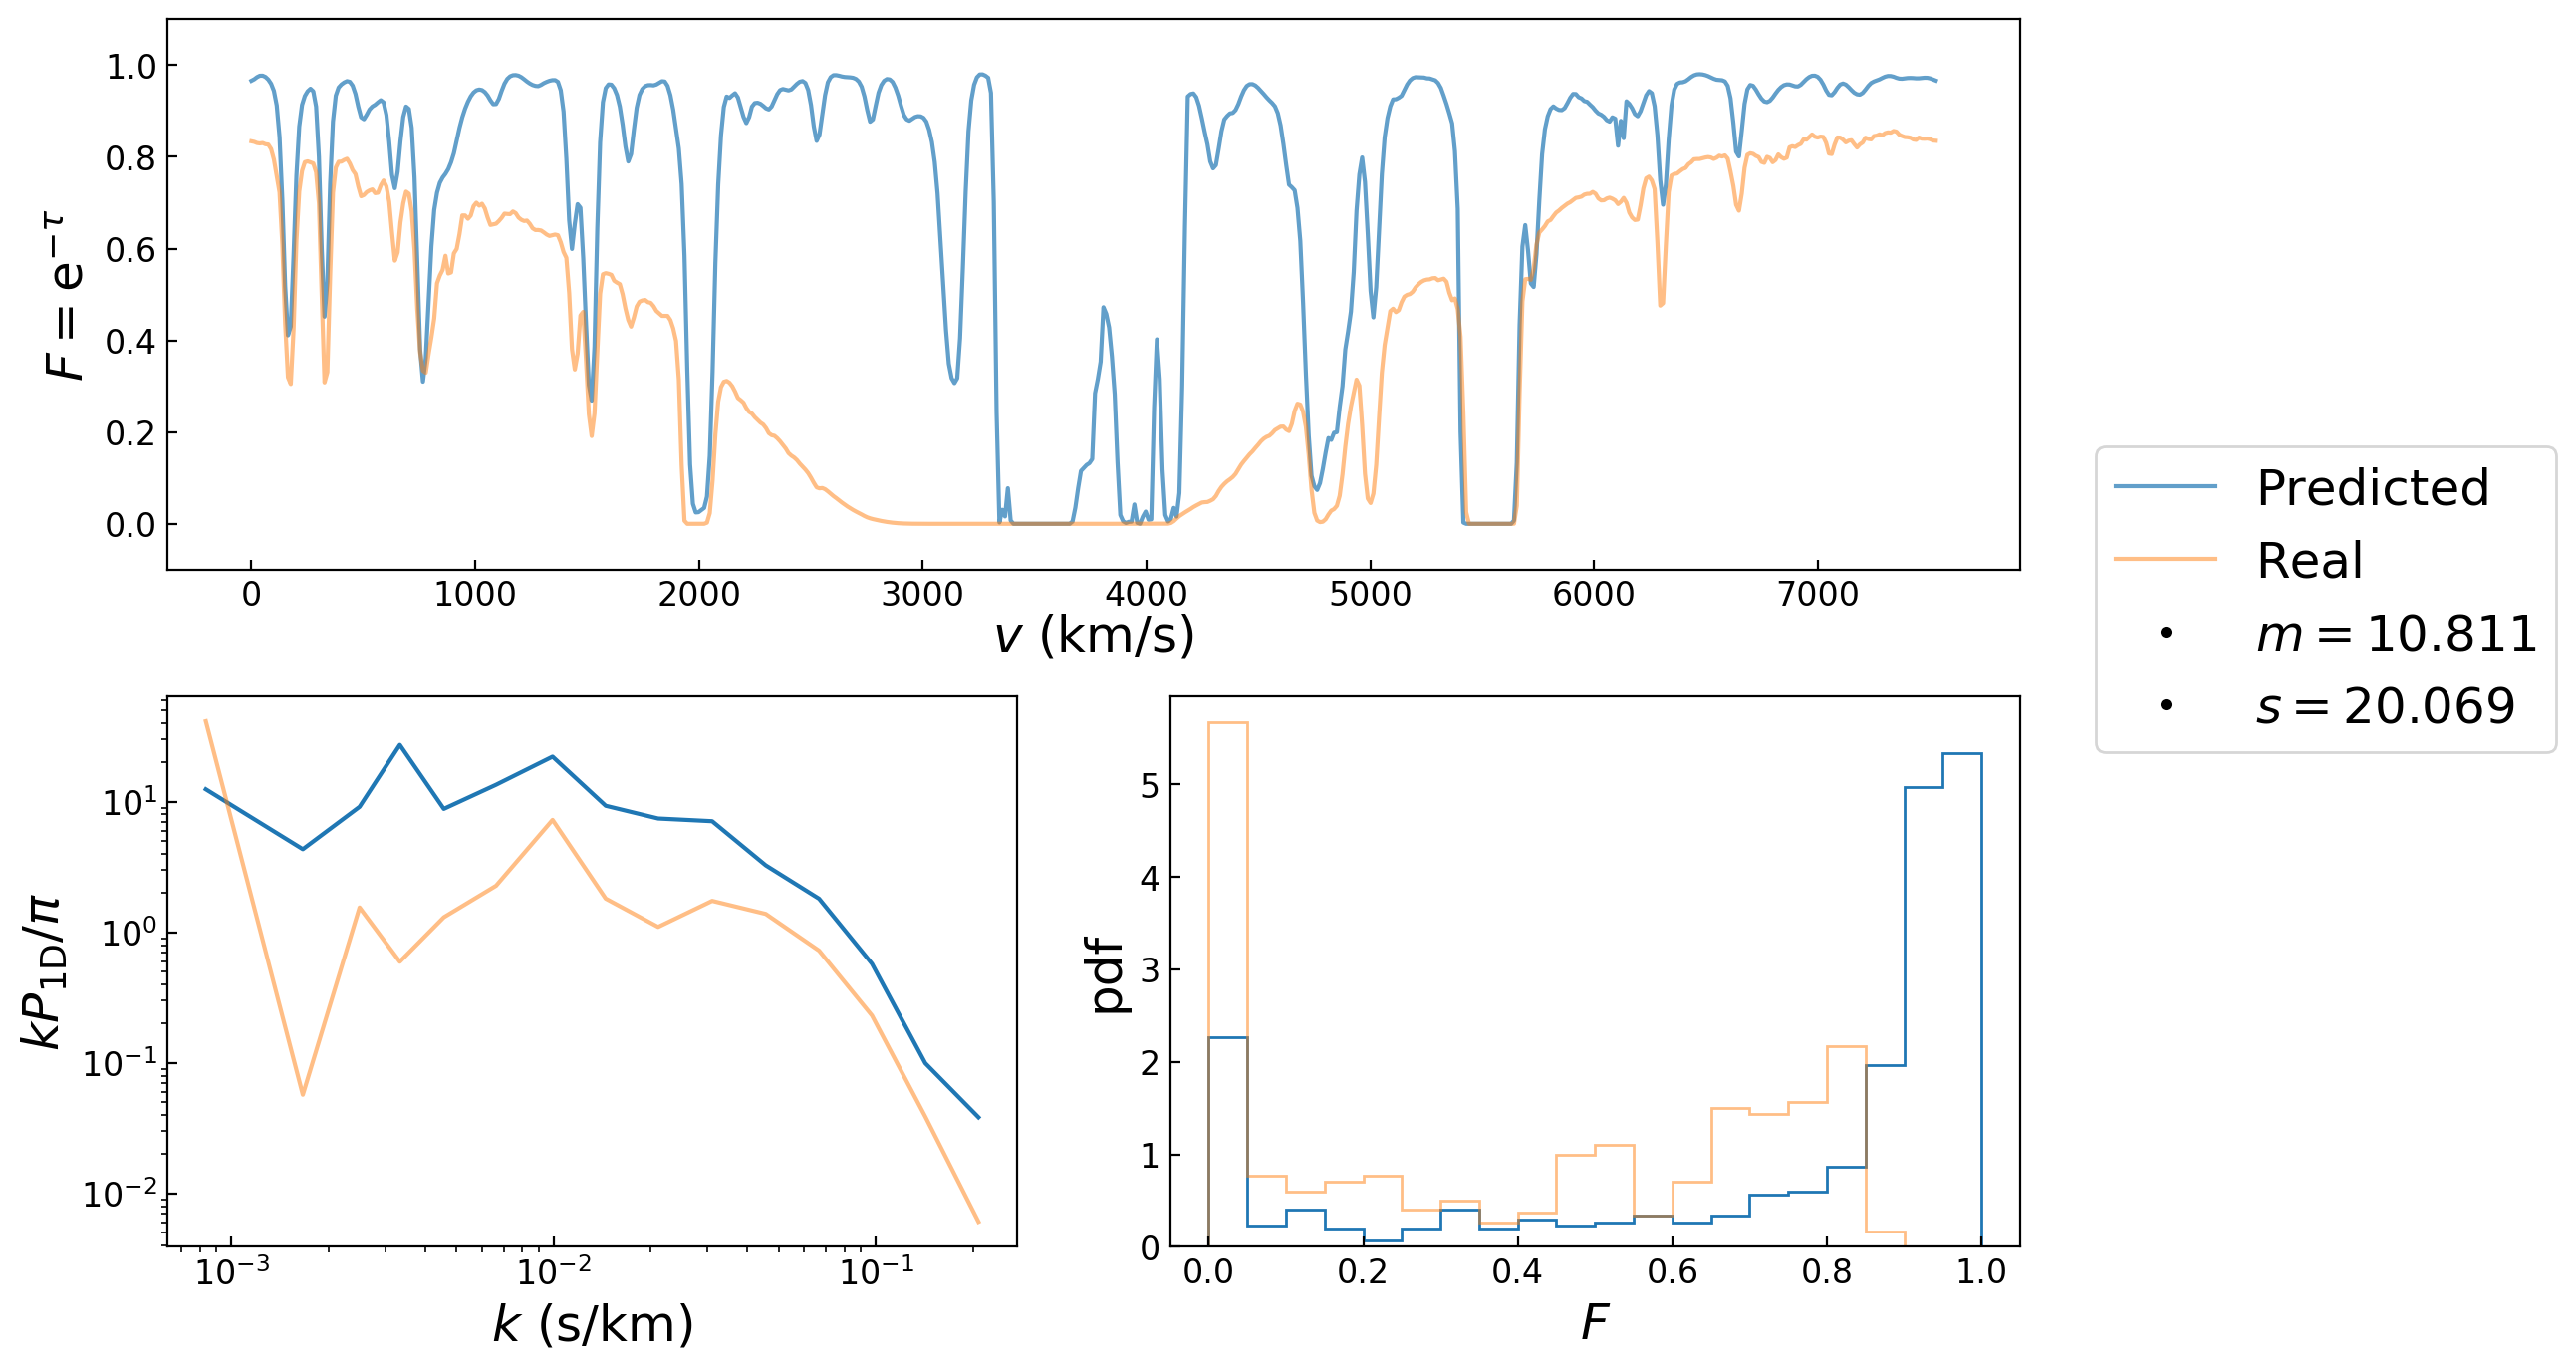 F = e^{-τ}
1.0
0.8
0.6
0.4
0.2
0.0
0 1000 2000 3000 4000 5000 6000 7000
v (km/s)
Predicted
Real
m = 10.811
s = 20.069
kP_{1D}/π
10^1
10^0
10^{-1}
10^{-2}
10^{-3} 10^{-2} 10^{-1}
k (s/km)
pdf
5
4
3
2
1
0
0.0 0.2 0.4 0.6 0.8 1.0
F